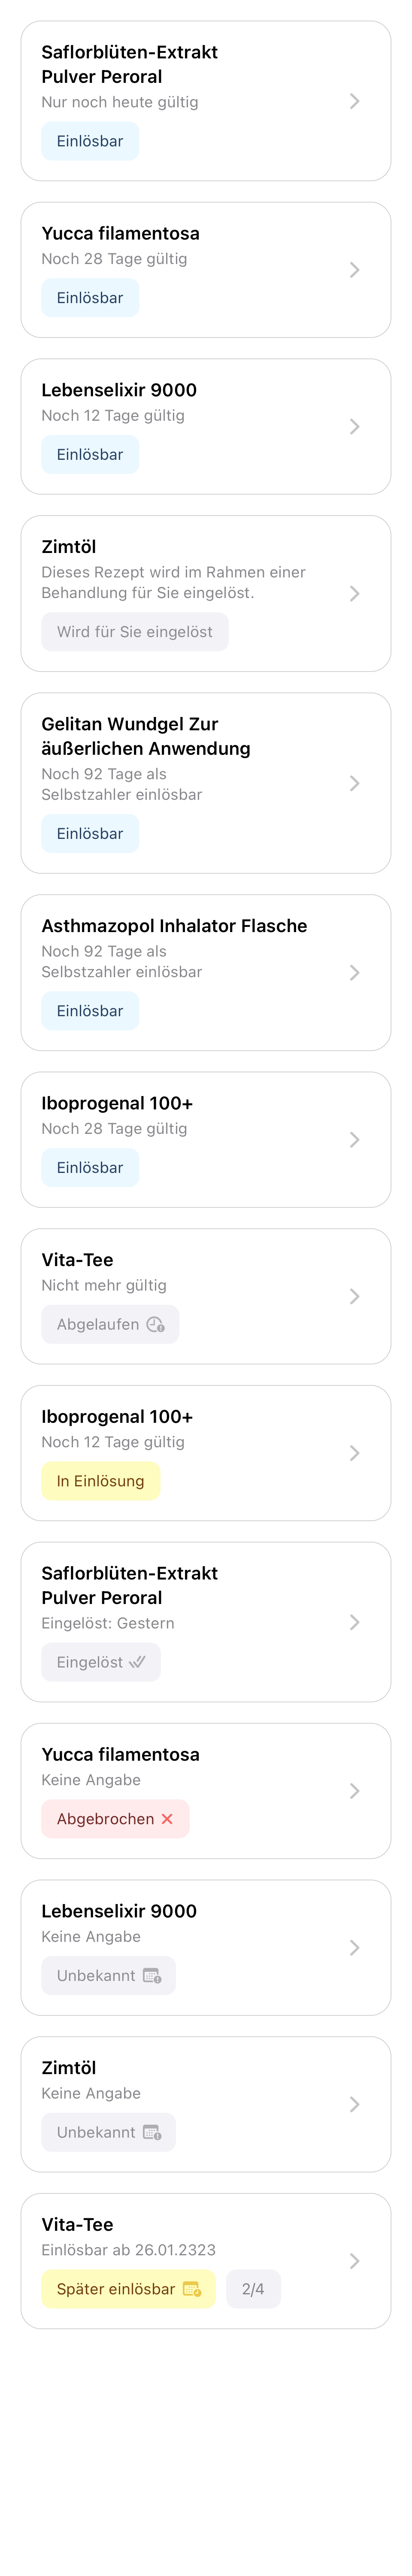 Saflorblüten-Extrakt
Pulver Peroral
Nur noch heute gültig
Einlösbar
Yucca filamentosa
Noch 28 Tage gültig
Einlösbar
Lebenselixir 9000
Noch 12 Tage gültig
Einlösbar
Zimtöl
Dieses Rezept wird im Rahmen einer
Behandlung für Sie eingelöst.
Wird für Sie eingelöst
Gelitan Wundgel Zur
äußerlichen Anwendung
Noch 92 Tage als
Selbstzahler einlösbar
Einlösbar
Asthmazopol Inhalator Flasche
Noch 92 Tage als
Selbstzahler einlösbar
Einlösbar
Iboprogenal 100+
Noch 28 Tage gültig
Einlösbar
Vita-Tee
Nicht mehr gültig
Abgelaufen
Iboprogenal 100+
Noch 12 Tage gültig
In Einlösung
Saflorblüten-Extrakt
Pulver Peroral
Eingelöst: Gestern
Eingelöst
Yucca filamentosa
Keine Angabe
Abgebrochen
Lebenselixir 9000
Keine Angabe
Unbekannt
Zimtöl
Keine Angabe
Unbekannt
Vita-Tee
Einlösbar ab 26.01.2323
Später einlösbar 2/4